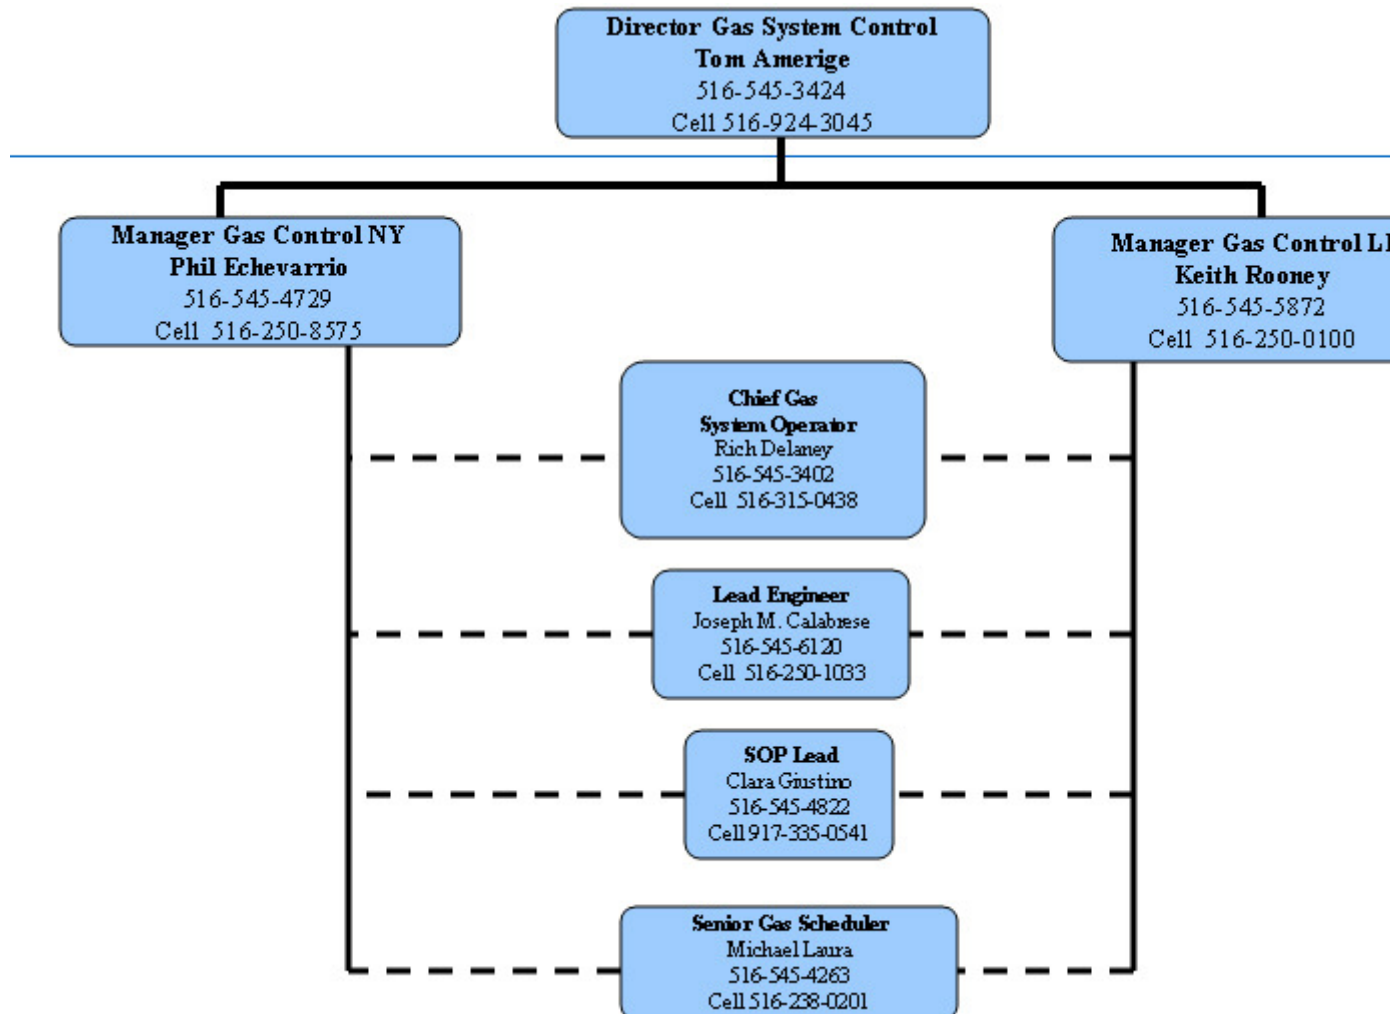 Director Gas System Control
Tom Amerige
516-545-3424
Cell 516-924-3045
Manager Gas Control NY
Phil Echevarrio
516-545-4729
Cell 516-250-8575
Manager Gas Control LI
Keith Rooney
516-545-5872
Cell 516-250-0100
Chief Gas
System Operator
Rich Delaney
516-545-3402
Cell 516-315-0438
Lead Engineer
Joseph M. Calabrese
516-545-6120
Cell 516-250-1033
SOP Lead
Clara Giustino
516-545-4822
Cell 917-335-0541
Senior Gas Scheduler
Michael Laura
516-545-4263
Cell 516-238-0201